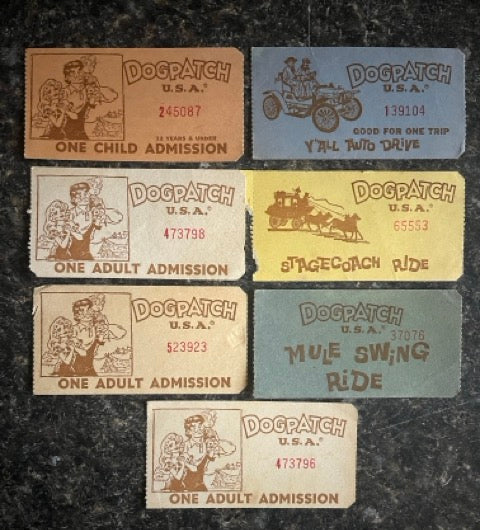 DOGPATCH
U.S.A.®
245087
12 YEARS & UNDER
ONE CHILD ADMISSION
DOGPATCH
U.S.A.®
139104
GOOD FOR ONE TRIP
Y'ALL AUTO DRIVE
DOGPATCH
U.S.A.®
473798
ONE ADULT ADMISSION
DOGPATCH
U.S.A.®
65553
STAGECOACH RIDE
DOGPATCH
U.S.A.®
523923
ONE ADULT ADMISSION
DOGPATCH
U.S.A.®
37076
MULE SWING
RIDE
DOGPATCH
U.S.A.®
473796
ONE ADULT ADMISSION